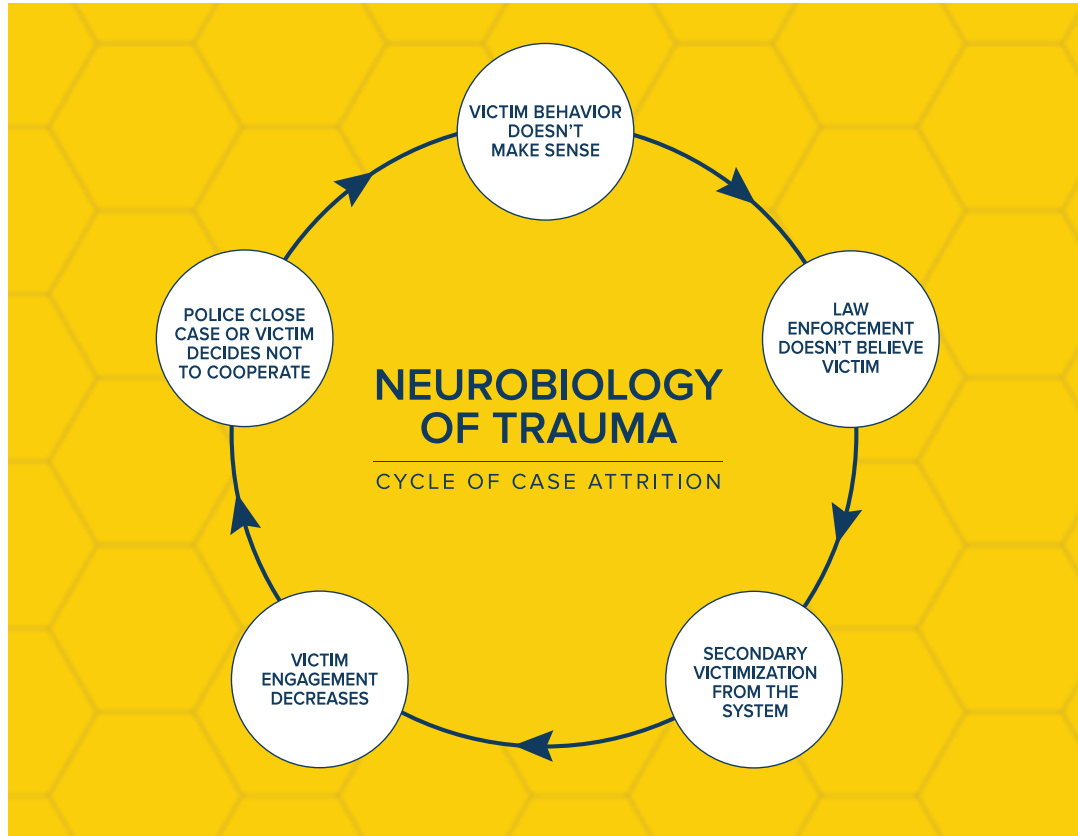 VICTIM BEHAVIOR
DOESN'T
MAKE SENSE
LAW
ENFORCEMENT
DOESN'T BELIEVE
VICTIM
SECONDARY
VICTIMIZATION
FROM THE
SYSTEM
VICTIM
ENGAGEMENT
DECREASES
POLICE CLOSE
CASE OR VICTIM
DECIDES NOT
TO COOPERATE
NEUROBIOLOGY
OF TRAUMA
CYCLE OF CASE ATTRITION